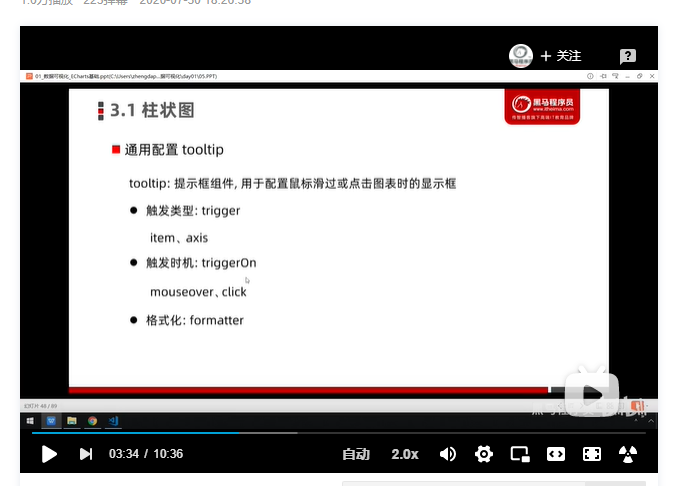 + 关注
3.1 柱状图
黑马程序员
www.itheima.com
通用配置 tooltip
tooltip: 提示框组件, 用于配置鼠标滑过或点击图表时的显示框
触发类型: trigger
item、axis
触发时机: triggerOn
mouseover、click
格式化: formatter
03:34 / 10:36
自动
2.0x